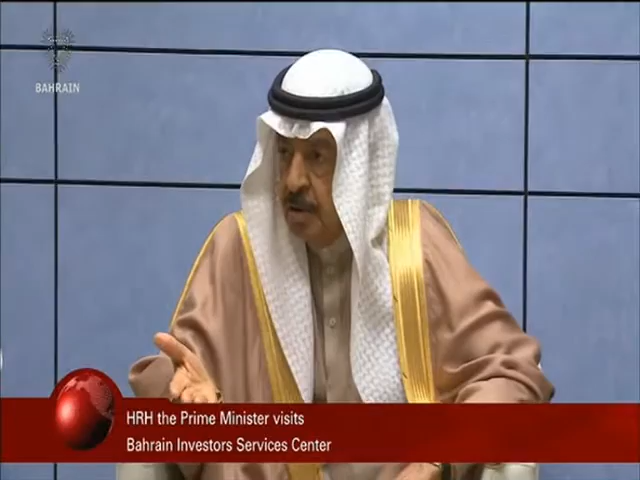 BAHRAIN
HRH the Prime Minister visits
Bahrain Investors Services Center